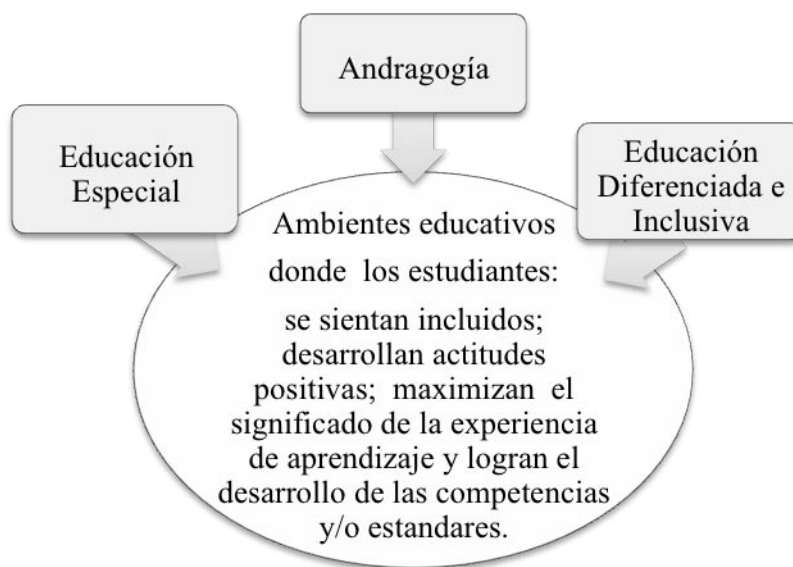 Andragogía
Educación
Especial
Educación
Diferenciada e
Inclusiva
Ambientes educativos
donde los estudiantes:
se sientan incluidos;
desarrollan actitudes
positivas; maximizan el
significado de la experiencia
de aprendizaje y logran el
desarrollo de las competencias
y/o estandares.